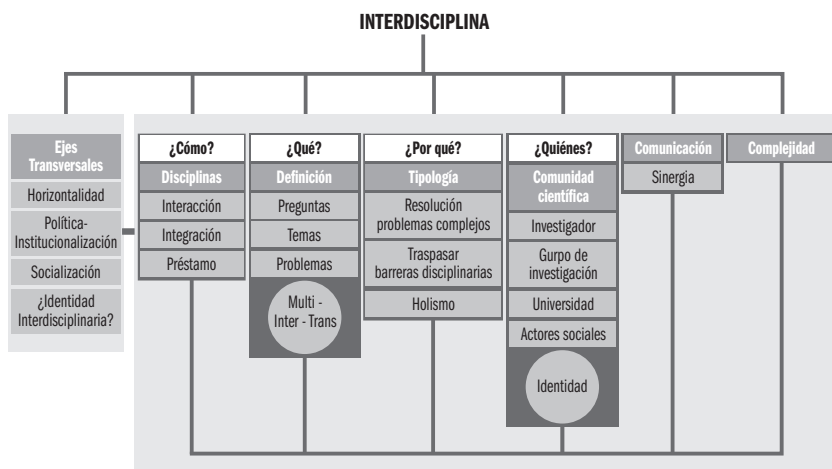 INTERDISCIPLINA
Ejes
Transversales
Horizontalidad
Política-
Institucionalización
Socialización
¿Identidad
Interdisciplinaria?
¿Cómo?
Disciplinas
Interacción
Integración
Préstamo
¿Qué?
Definición
Preguntas
Temas
Problemas
Multi -
Inter - Trans
¿Por qué?
Tipología
Resolución
problemas complejos
Traspasar
barreras disciplinarias
Holismo
¿Quiénes?
Comunidad
científica
Investigador
Gurpo de
investigación
Universidad
Actores sociales
Identidad
Comunicación
Sinergia
Complejidad